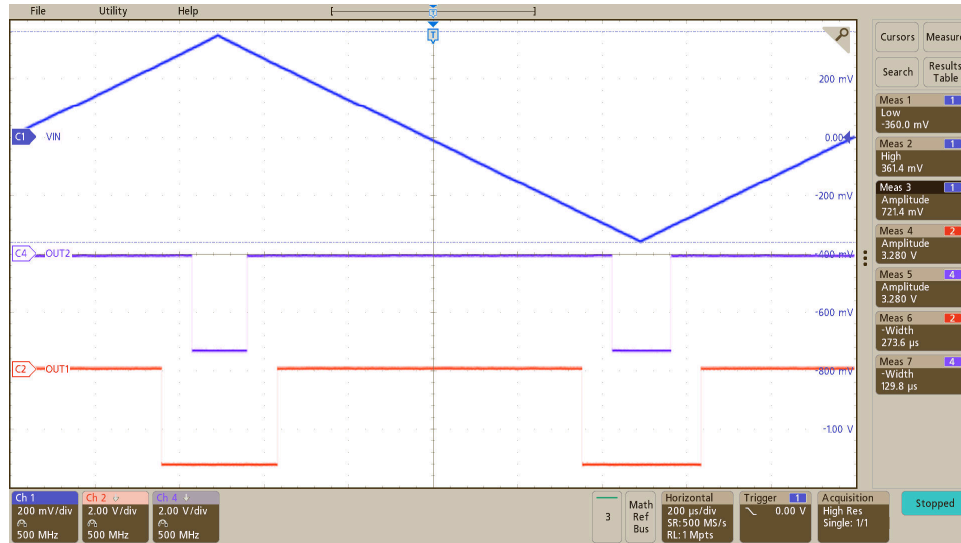 File Utility Help
T
T
Cursors Measure
Search Results
Table
200 mV
C1 VIN
0.00
-200 mV
C4 OUT2
-400 mV
-600 mV
C2 OUT1
-800 mV
-1.00 V
Meas 1 1
Low
-360.0 mV
Meas 2 1
High
361.4 mV
Meas 3 1
Amplitude
721.4 mV
Meas 4 2
Amplitude
3.280 V
Meas 5 4
Amplitude
3.280 V
Meas 6 2
-Width
273.6 µs
Meas 7 4
-Width
129.8 µs
Ch 1
200 mV/div
500 MHz
Ch 2
2.00 V/div
500 MHz
Ch 4
2.00 V/div
500 MHz
3
Math
Ref
Bus
Horizontal
200 µs/div
SR: 500 MS/s
RL: 1 Mpts
Trigger 1
0.00 V
Acquisition
High Res
Single: 1/1
Stopped